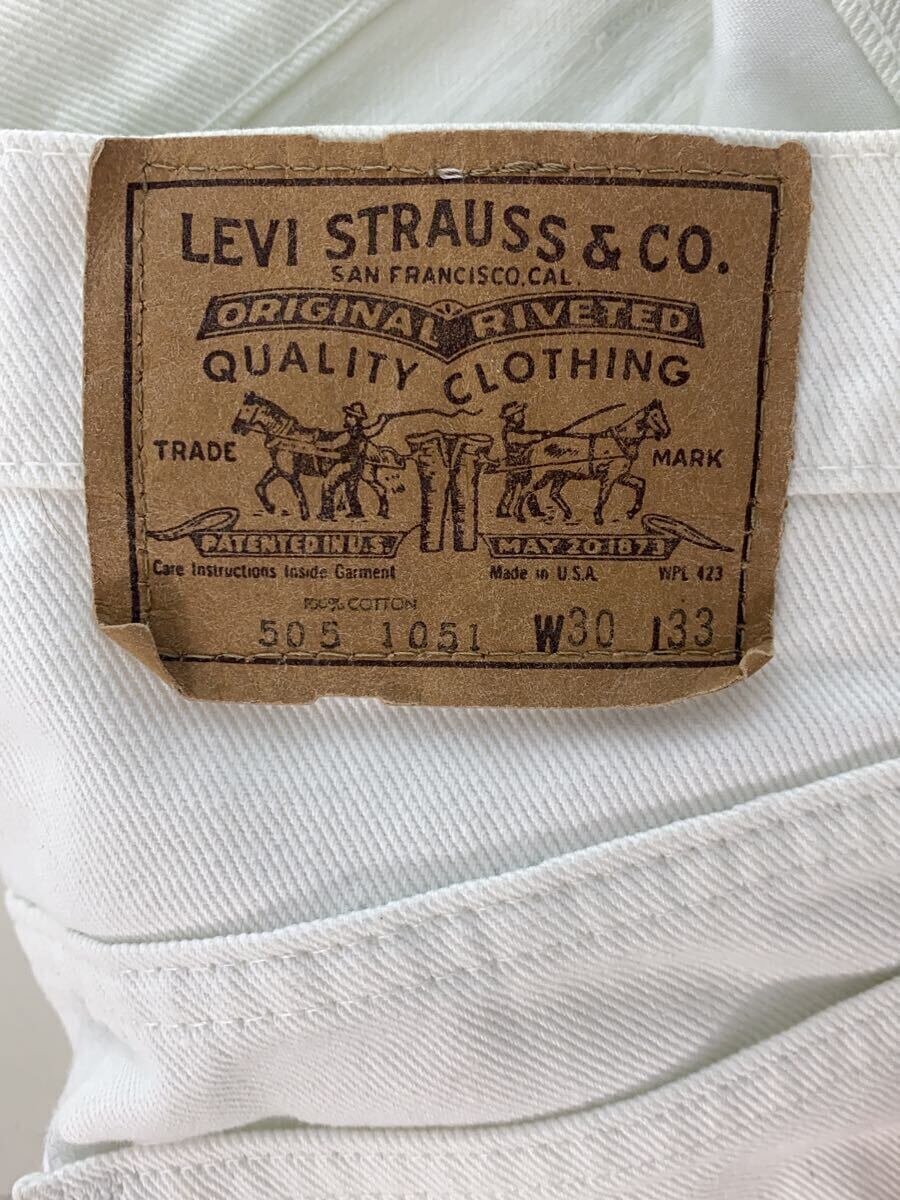 LEVI STRAUSS & CO.
SAN FRANCISCO, CAL.
ORIGINAL RIVETED
QUALITY CLOTHING
TRADE MARK
PATENTED IN U.S. MAY 20 1873
Care Instructions Inside Garment Made in U.S.A. WPL 423
100% COTTON
505 1051 W30 L33